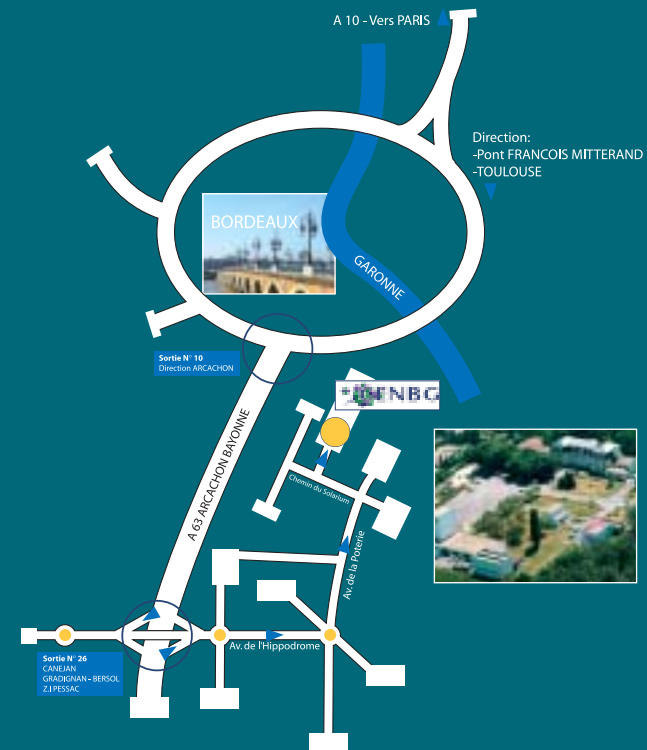 A 10 - Vers PARIS
Direction:
-Pont FRANCOIS MITTERAND
-TOULOUSE
BORDEAUX
GARONNE
Sortie N° 10
Direction ARCACHON
ENBG
A 63 ARCACHON BAYONNE
Chemin du Solarium
Av. de la Poterie
Av. de l'Hippodrome
Sortie N° 26
CANEJAN
GRADIGNAN - BERSOL
Z.I PESSAC